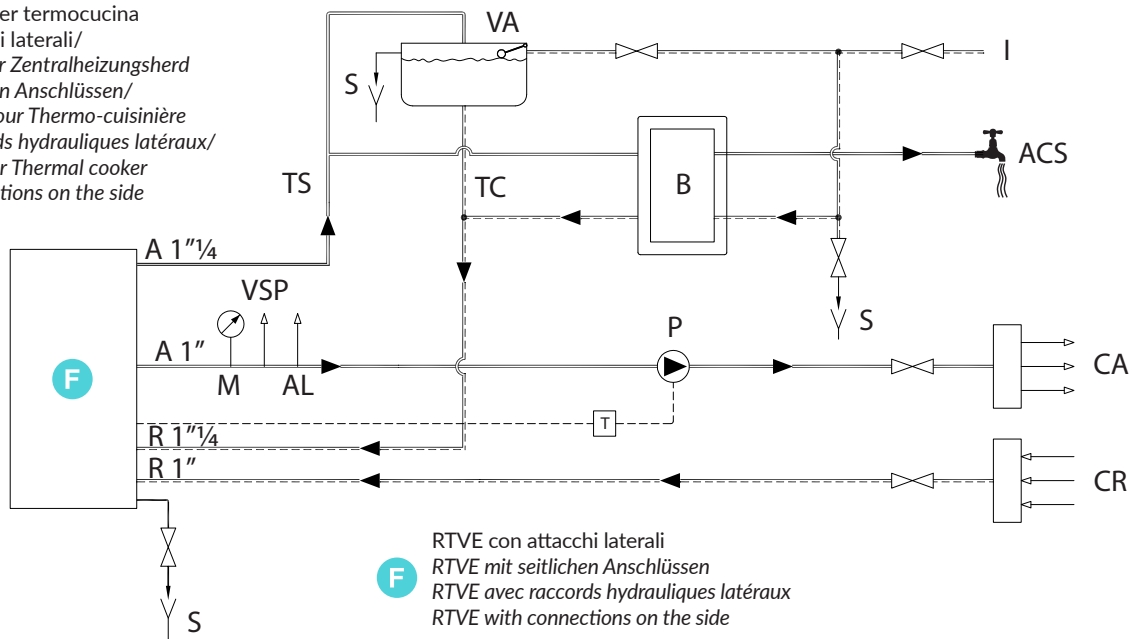 er termocucina
i laterali/
r Zentralheizungsherd
n Anschlüssen/
our Thermo-cuisinière
ds hydrauliques latéraux/
r Thermal cooker
tions on the side
VA
I
S
ACS
B
TS
TC
A 1"¼
VSP
S
P
A 1"
M
AL
CA
F
T
R 1"¼
R 1"
CR
S
F
RTVE con attacchi laterali
RTVE mit seitlichen Anschlüssen
RTVE avec raccords hydrauliques latéraux
RTVE with connections on the side